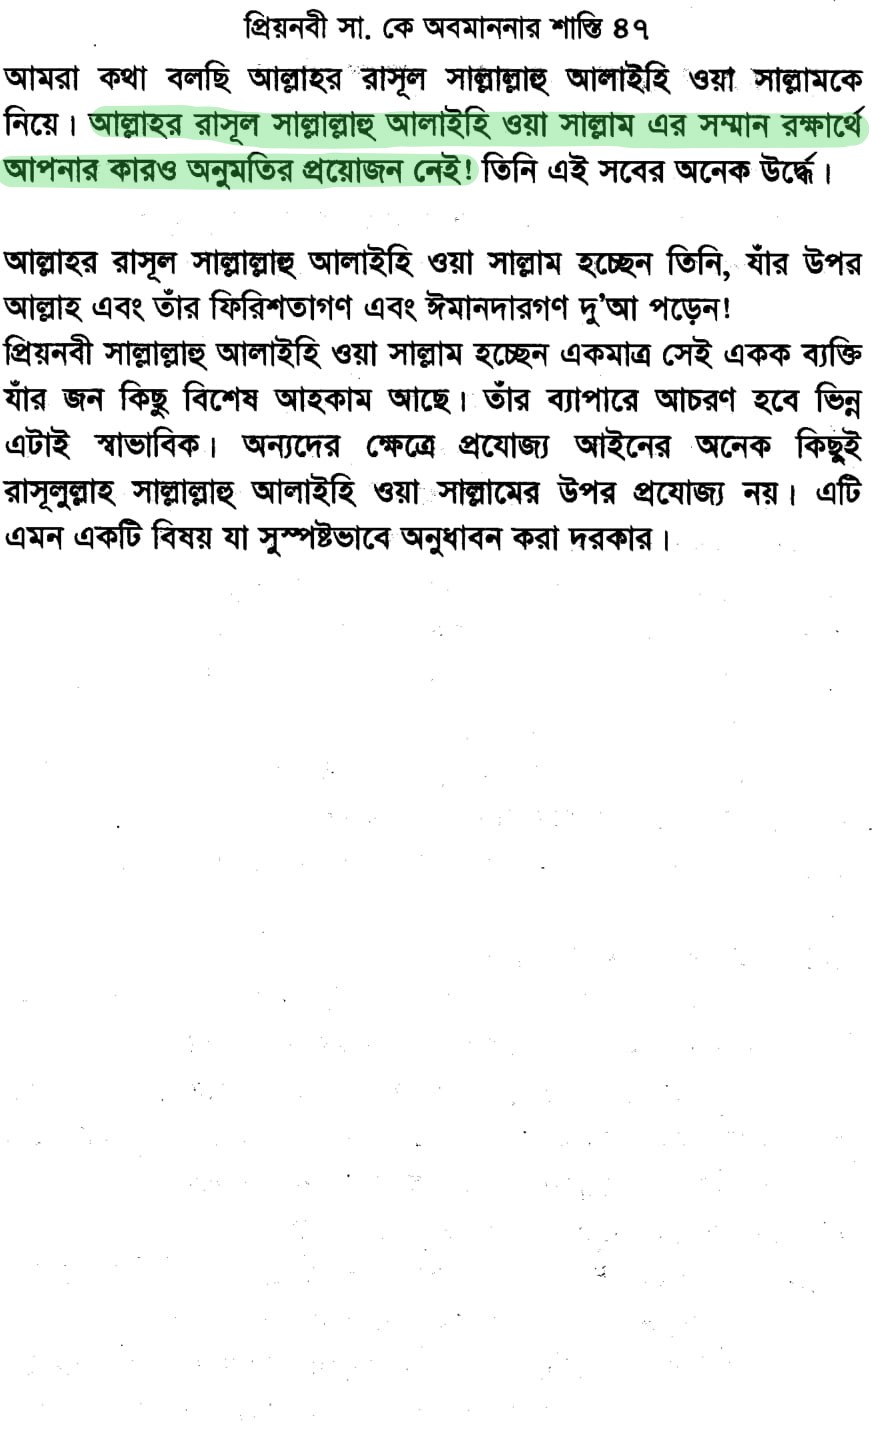 প্রিয়নবী সা. কে অবমাননার শাস্তি ৪৭
আমরা কথা বলছি আল্লাহর রাসূল সাল্লাল্লাহু আলাইহি ওয়া সাল্লামকে
নিয়ে। আল্লাহর রাসূল সাল্লাল্লাহু আলাইহি ওয়া সাল্লাম এর সম্মান রক্ষার্থে
আপনার কারও অনুমতির প্রয়োজন নেই! তিনি এই সবের অনেক উর্দ্ধে।
আল্লাহর রাসূল সাল্লাল্লাহু আলাইহি ওয়া সাল্লাম হচ্ছেন তিনি, যাঁর উপর
আল্লাহ এবং তাঁর ফিরিশতাগণ এবং ঈমানদারগণ দু'আ পড়েন!
প্রিয়নবী সাল্লাল্লাহু আলাইহি ওয়া সাল্লাম হচ্ছেন একমাত্র সেই একক ব্যক্তি
যাঁর জন কিছু বিশেষ আহকাম আছে। তাঁর ব্যাপারে আচরণ হবে ভিন্ন
এটাই স্বাভাবিক। অন্যদের ক্ষেত্রে প্রযোজ্য আইনের অনেক কিছুই
রাসূলুল্লাহ সাল্লাল্লাহু আলাইহি ওয়া সাল্লামের উপর প্রযোজ্য নয়। এটি
এমন একটি বিষয় যা সুস্পষ্টভাবে অনুধাবন করা দরকার।